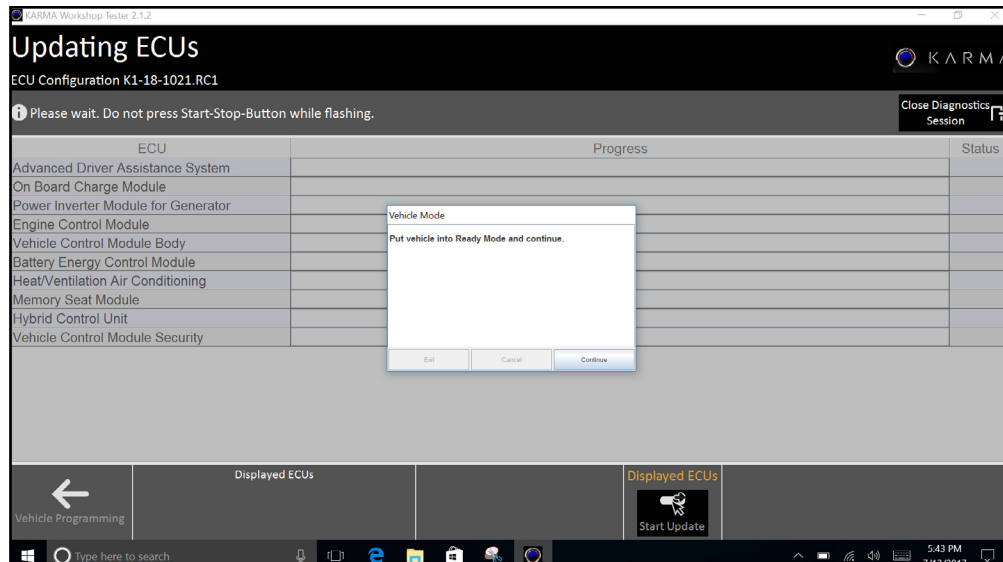 KARMA Workshop Tester 2.1.2
Updating ECUs
ECU Configuration K1-18-1021.RC1
KARMA
Please wait. Do not press Start-Stop-Button while flashing.
Close Diagnostics
Session
ECU Progress Status
Advanced Driver Assistance System
On Board Charge Module
Power Inverter Module for Generator
Engine Control Module
Vehicle Control Module Body
Battery Energy Control Module
Heat/Ventilation Air Conditioning
Memory Seat Module
Hybrid Control Unit
Vehicle Control Module Security
Vehicle Mode
Put vehicle into Ready Mode and continue.
Exit Cancel Continue
Vehicle Programming
Displayed ECUs
Displayed ECUs
Start Update
Type here to search
5:43 PM